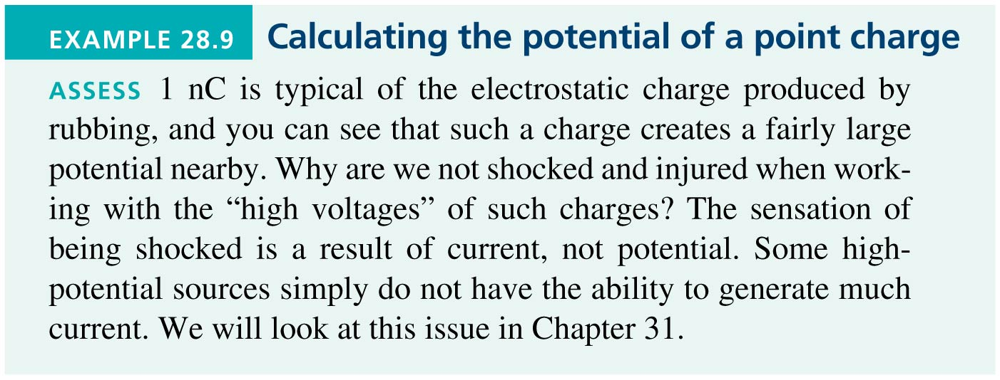 EXAMPLE 28.9 Calculating the potential of a point charge
ASSESS 1 nC is typical of the electrostatic charge produced by
rubbing, and you can see that such a charge creates a fairly large
potential nearby. Why are we not shocked and injured when work-
ing with the “high voltages” of such charges? The sensation of
being shocked is a result of current, not potential. Some high-
potential sources simply do not have the ability to generate much
current. We will look at this issue in Chapter 31.